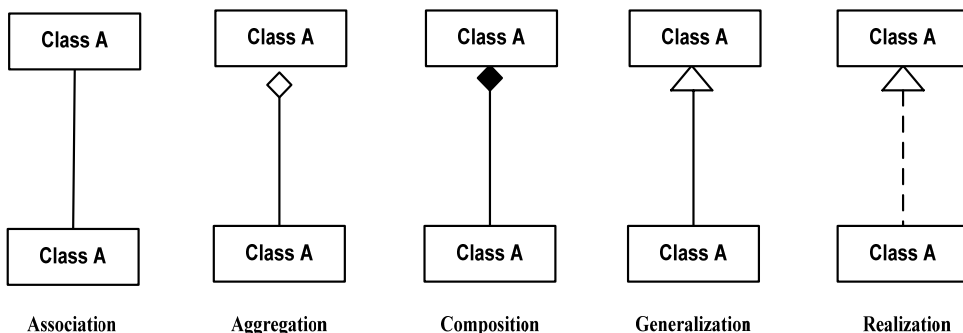 Class A Class A Class A Class A Class A
Class A Class A Class A Class A Class A
Association Aggregation Composition Generalization Realization